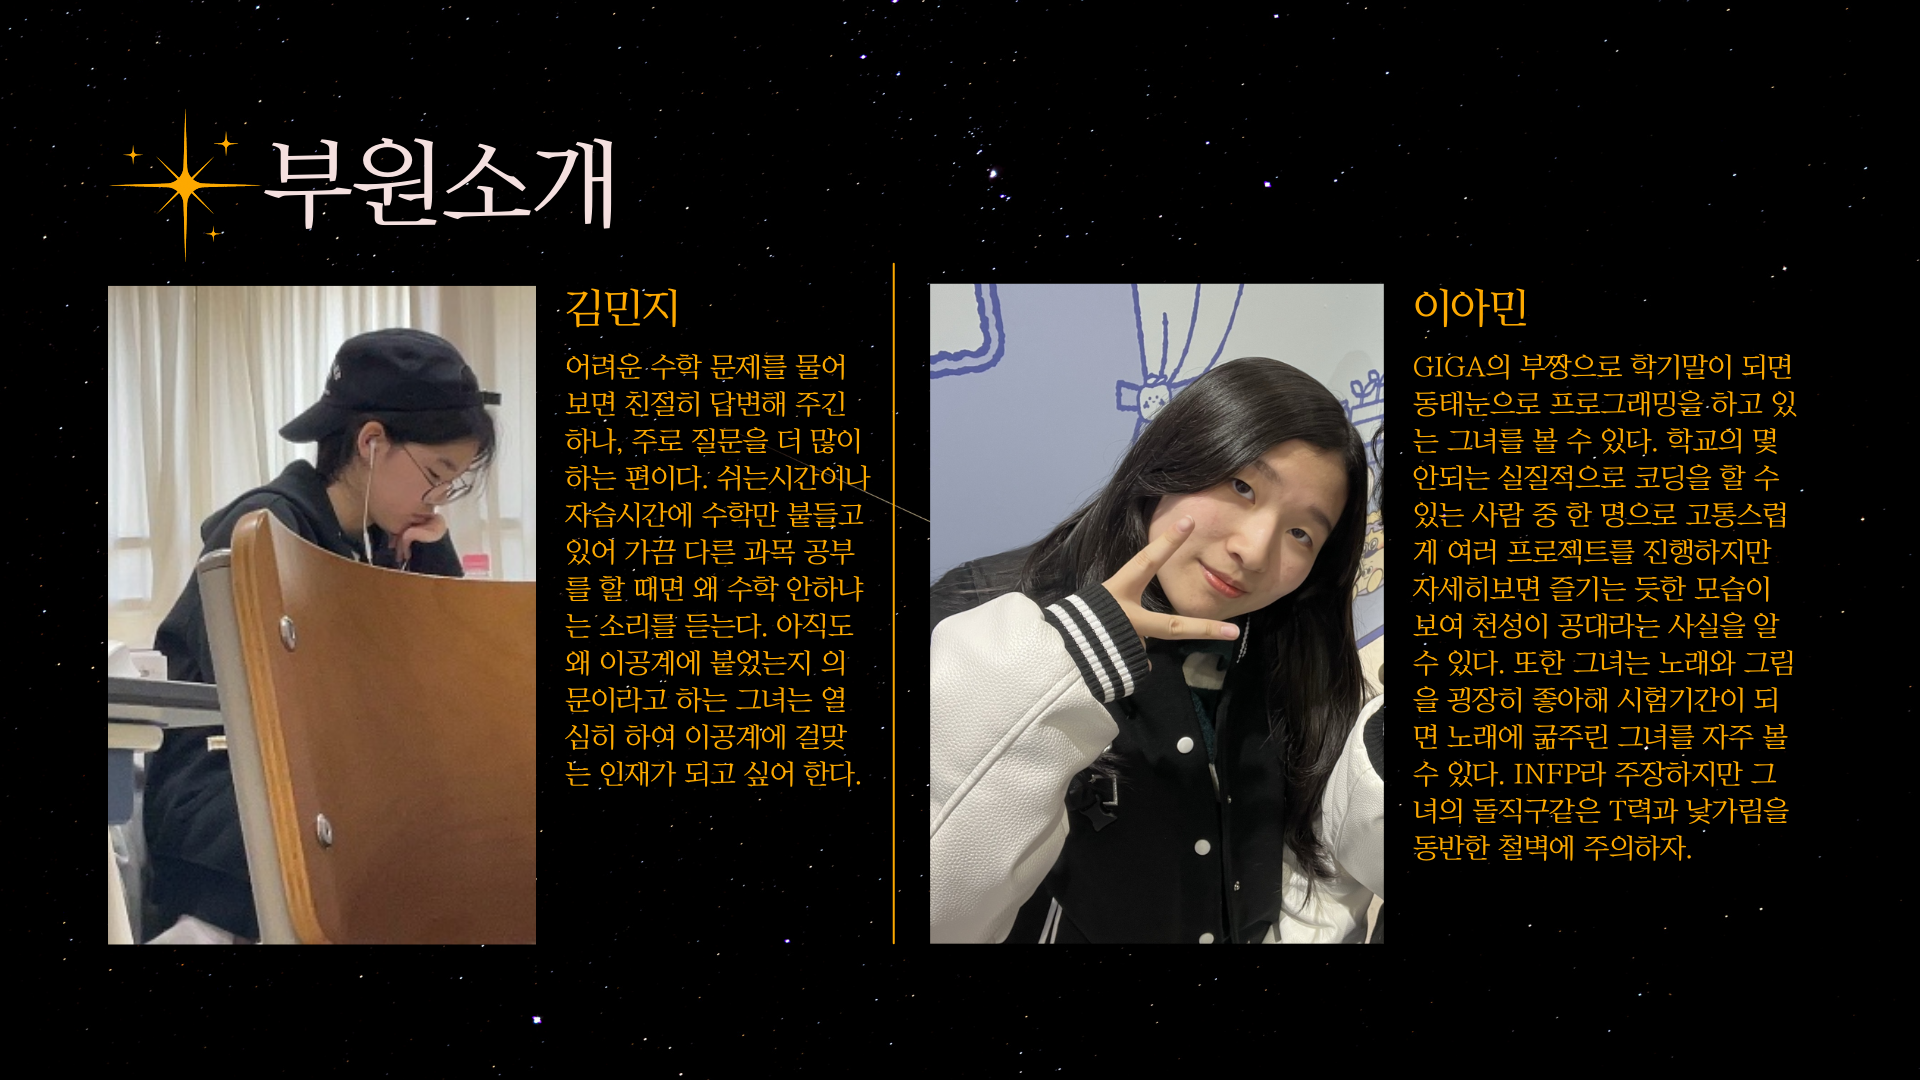 부원소개
김민지
어려운 수학 문제를 물어
보면 친절히 답변해 주긴
하나, 주로 질문을 더 많이
하는 편이다. 쉬는시간이나
자습시간에 수학만 붙들고
있어 가끔 다른 과목 공부
를 할 때면 왜 수학 안하냐
는 소리를 듣는다. 아직도
왜 이공계에 붙었는지 의
문이라고 하는 그녀는 열
심히 하여 이공계에 걸맞
는 인재가 되고 싶어 한다.
이아민
GIGA의 부짱으로 학기말이 되면
동태눈으로 프로그래밍을 하고 있
는 그녀를 볼 수 있다. 학교의 몇
안되는 실질적으로 코딩을 할 수
있는 사람 중 한 명으로 고통스럽
게 여러 프로젝트를 진행하지만
자세히보면 즐기는 듯한 모습이
보여 천성이 공대라는 사실을 알
수 있다. 또한 그녀는 노래와 그림
을 굉장히 좋아해 시험기간이 되
면 노래에 굶주린 그녀를 자주 볼
수 있다. INFP라 주장하지만 그
녀의 돌직구같은 T력과 낯가림을
동반한 철벽에 주의하자.